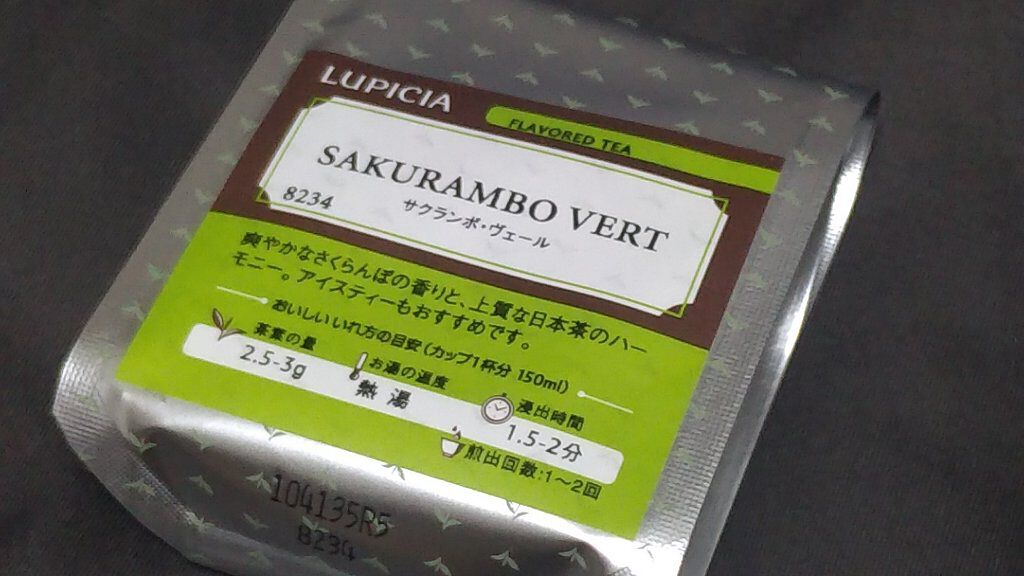 LUPICIA
FLAVORED TEA
SAKURAMBO VERT
8234
サクランボ・ヴェール
爽やかなさくらんぼの香りと、上質な日本茶のハー
モニー。アイスティーもおすすめです。
おいしいいれ方の目安(カップ1杯分 150ml)
茶葉の量
2.5-3g
お湯の温度
熱湯
浸出時間
1.5-2分
煎出回数:1～2回
104135R5
8234